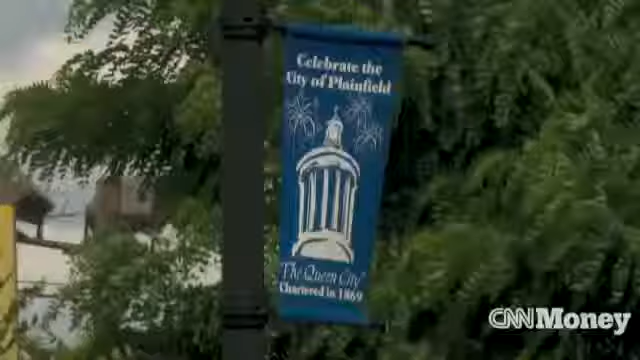 Celebrate the
City of Plainfield
"The Queen City"
Chartered in 1869
CNNMoney